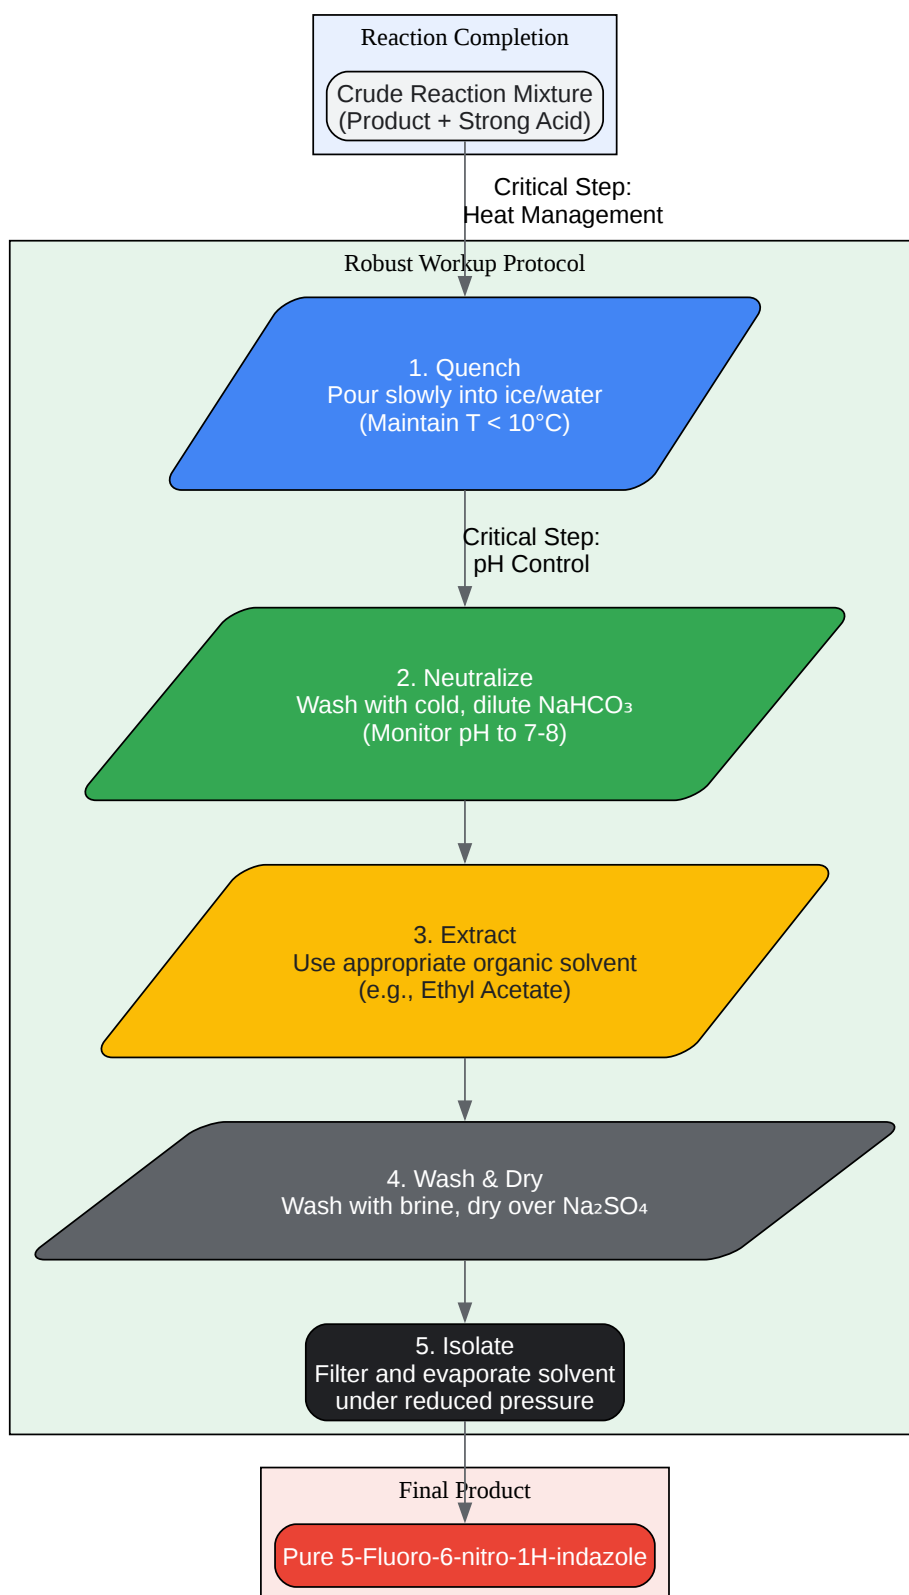 Reaction Completion
Crude Reaction Mixture
(Product + Strong Acid)
Critical Step:
Heat Management
Robust Workup Protocol
1. Quench
Pour slowly into ice/water
(Maintain T < 10°C)
Critical Step:
pH Control
2. Neutralize
Wash with cold, dilute NaHCO₃
(Monitor pH to 7-8)
3. Extract
Use appropriate organic solvent
(e.g., Ethyl Acetate)
4. Wash & Dry
Wash with brine, dry over Na₂SO₄
5. Isolate
Filter and evaporate solvent
under reduced pressure
Final Product
Pure 5-Fluoro-6-nitro-1H-indazole